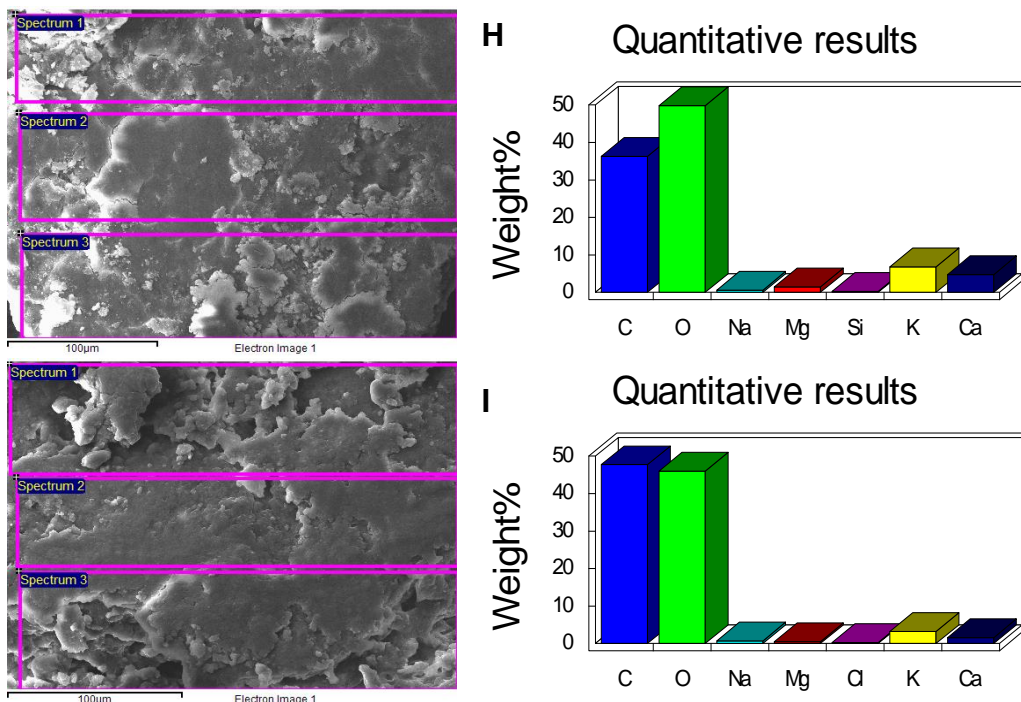 Spectrum 1
Spectrum 2
Spectrum 3
100µm
Electron Image 1
H
Quantitative results
Weight%
50
40
30
20
10
0
C O Na Mg Si K Ca
Spectrum 1
Spectrum 2
Spectrum 3
100µm
Electron Image 1
I
Quantitative results
Weight%
50
40
30
20
10
0
C O Na Mg Cl K Ca